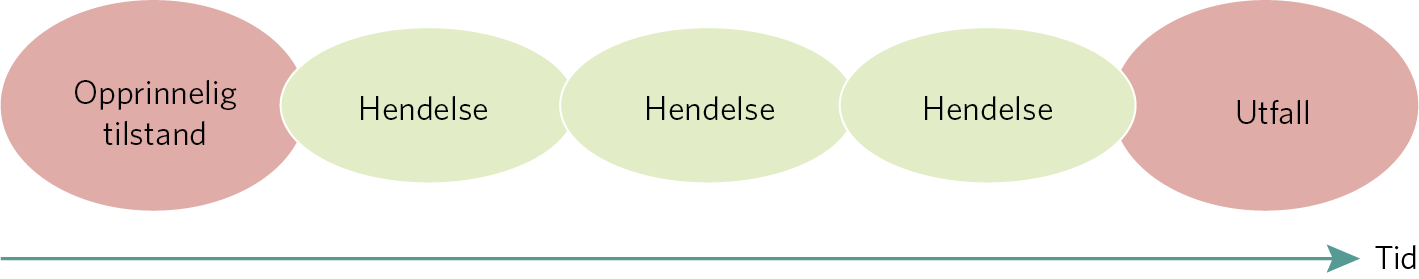 Opprinnelig
tilstand
Hendelse
Hendelse
Hendelse
Utfall
Tid